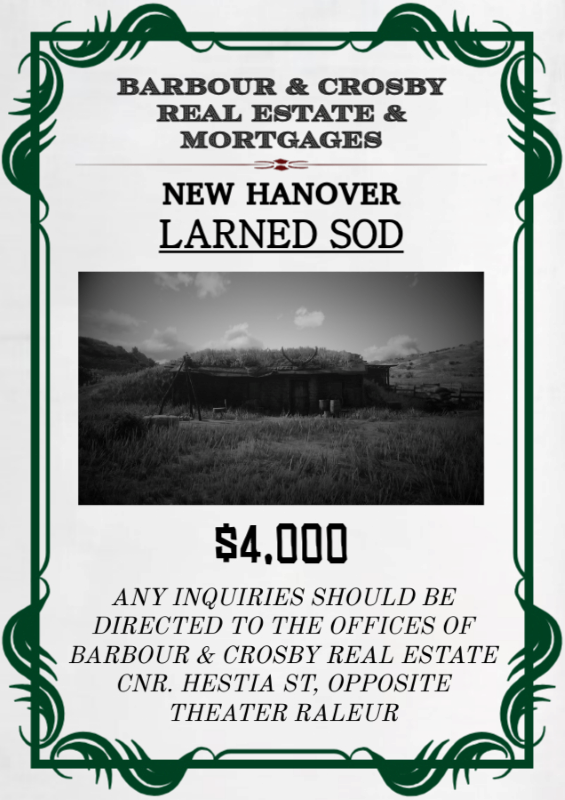 BARBOUR & CROSBY
REAL ESTATE &
MORTGAGES
NEW HANOVER
LARNED SOD
$4,000
ANY INQUIRIES SHOULD BE
DIRECTED TO THE OFFICES OF
BARBOUR & CROSBY REAL ESTATE
CNR. HESTIA ST, OPPOSITE
THEATER RALEUR